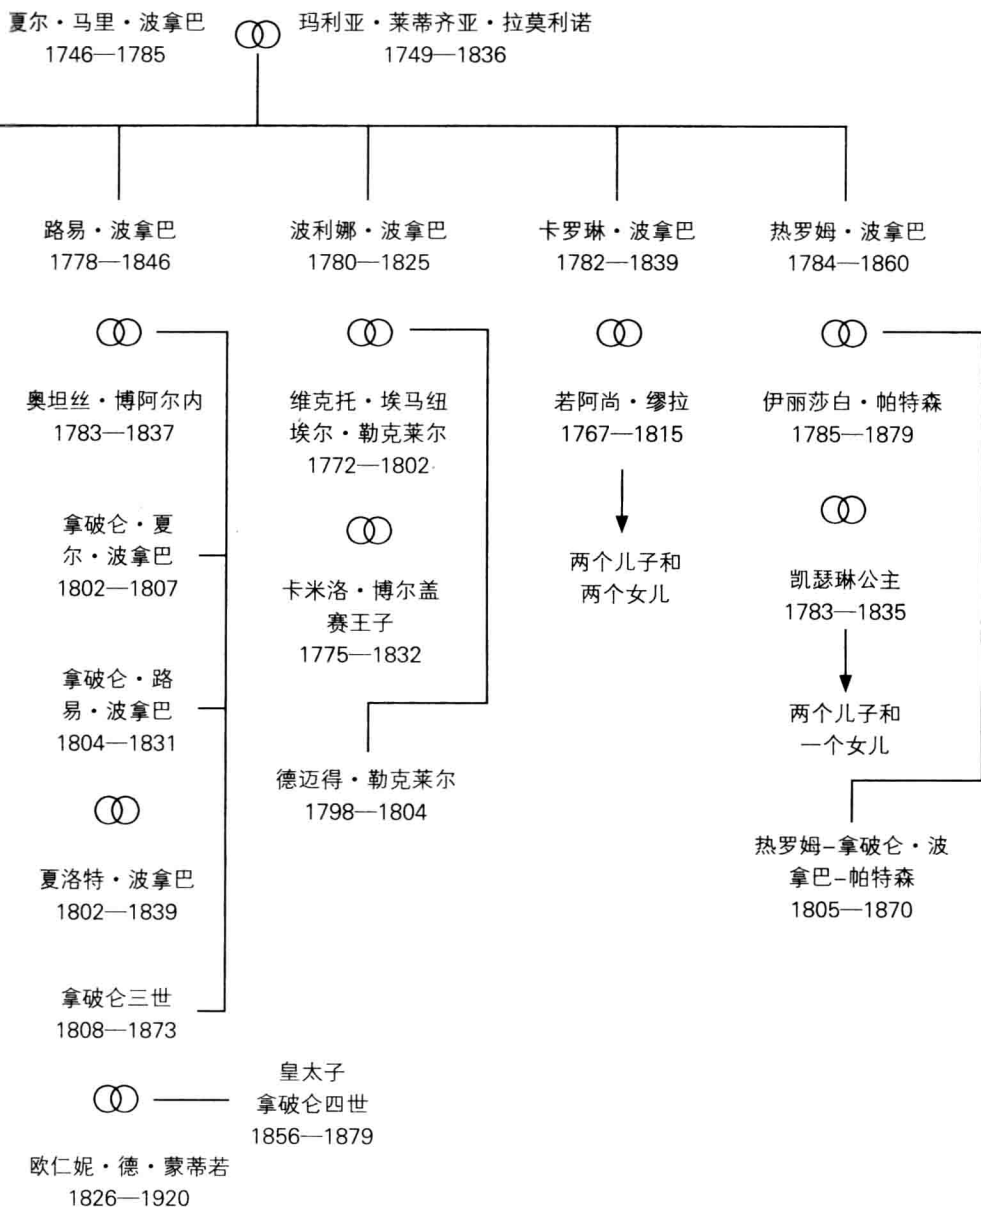 夏尔·马里·波拿巴
1746—1785
玛利亚·莱蒂齐亚·拉莫利诺
1749—1836
路易·波拿巴
1778—1846
奥坦丝·博阿尔内
1783—1837
拿破仑·夏
尔·波拿巴
1802—1807
拿破仑·路
易·波拿巴
1804—1831
夏洛特·波拿巴
1802—1839
拿破仑三世
1808—1873
皇太子
拿破仑四世
1856—1879
欧仁妮·德·蒙蒂若
1826—1920
波利娜·波拿巴
1780—1825
维克托·埃马纽
埃尔·勒克莱尔
1772—1802
卡米洛·博尔盖
赛王子
1775—1832
德迈得·勒克莱尔
1798—1804
卡罗琳·波拿巴
1782—1839
若阿尚·缪拉
1767—1815
两个儿子和
两个女儿
热罗姆·波拿巴
1784—1860
伊丽莎白·帕特森
1785—1879
凯瑟琳公主
1783—1835
两个儿子和
一个女儿
热罗姆-拿破仑·波
拿巴-帕特森
1805—1870